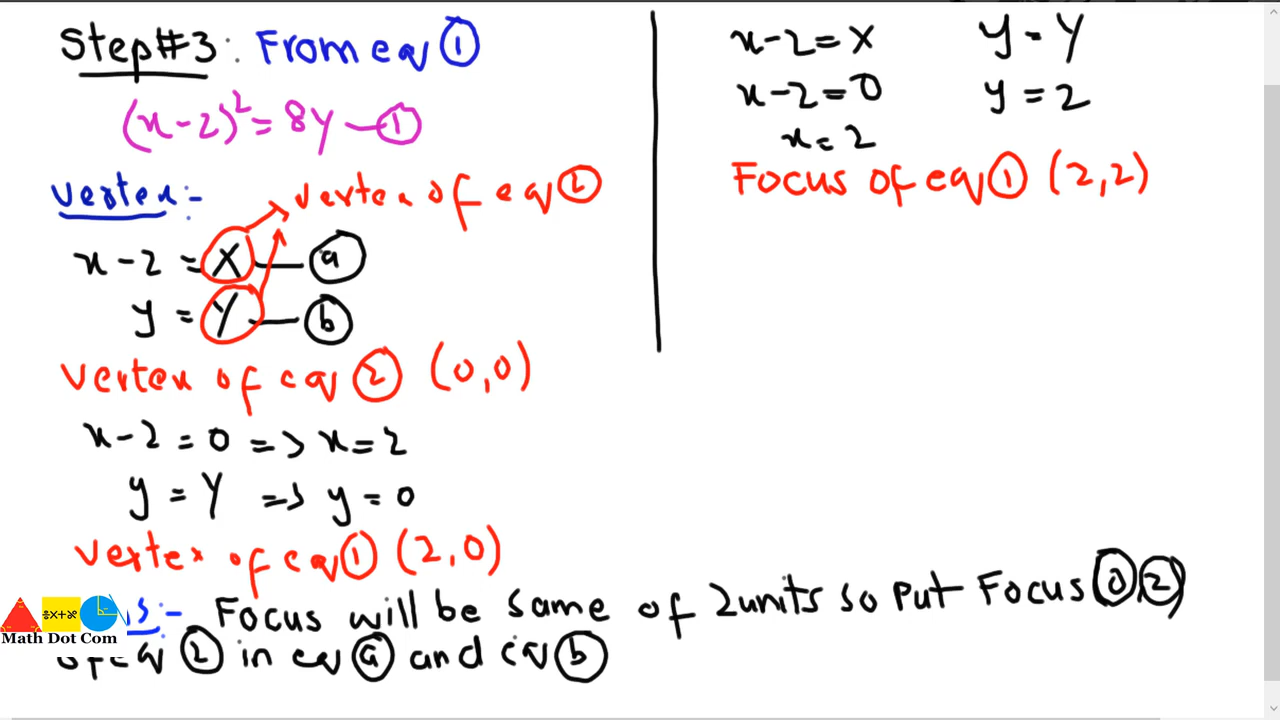 Step#3: From eq ①
(x-2)² = 8y — ①
vertex:-
vertex of eq ②
x-2 = X — ⓐ
y = Y — ⓑ
vertex of eq ② (0,0)
x-2 = 0 => x = 2
y = Y => y = 0
vertex of eq ① (2,0)
s:- Focus will be same of 2units so put Focus (0,2)
of eq ② in eq ⓐ and eq ⓑ
x-2 = X y = Y
x-2 = 0 y = 2
x = 2
Focus of eq ① (2,2)
Math Dot Com